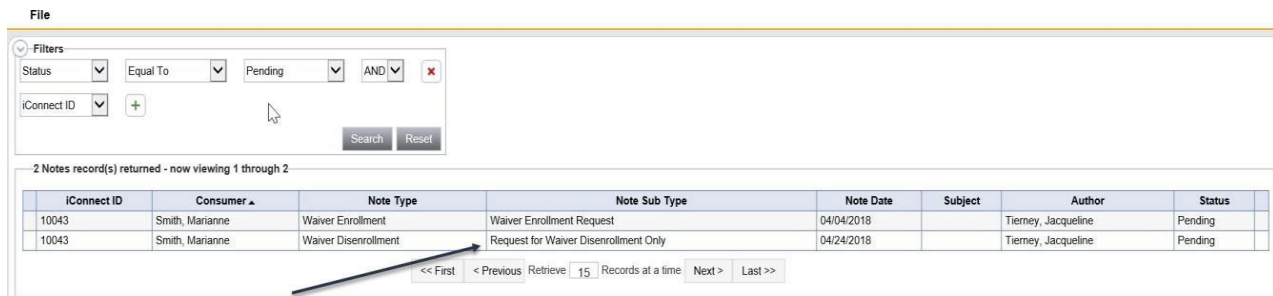 File
Filters
Status Equal To Pending AND
iConnect ID
Search Reset
2 Notes record(s) returned - now viewing 1 through 2
iConnect ID Consumer Note Type Note Sub Type Note Date Subject Author Status
10043 Smith, Marianne Waiver Enrollment Waiver Enrollment Request 04/04/2018 Tierney, Jacqueline Pending
10043 Smith, Marianne Waiver Disenrollment Request for Waiver Disenrollment Only 04/24/2018 Tierney, Jacqueline Pending
<< First < Previous Retrieve 15 Records at a time Next > Last >>